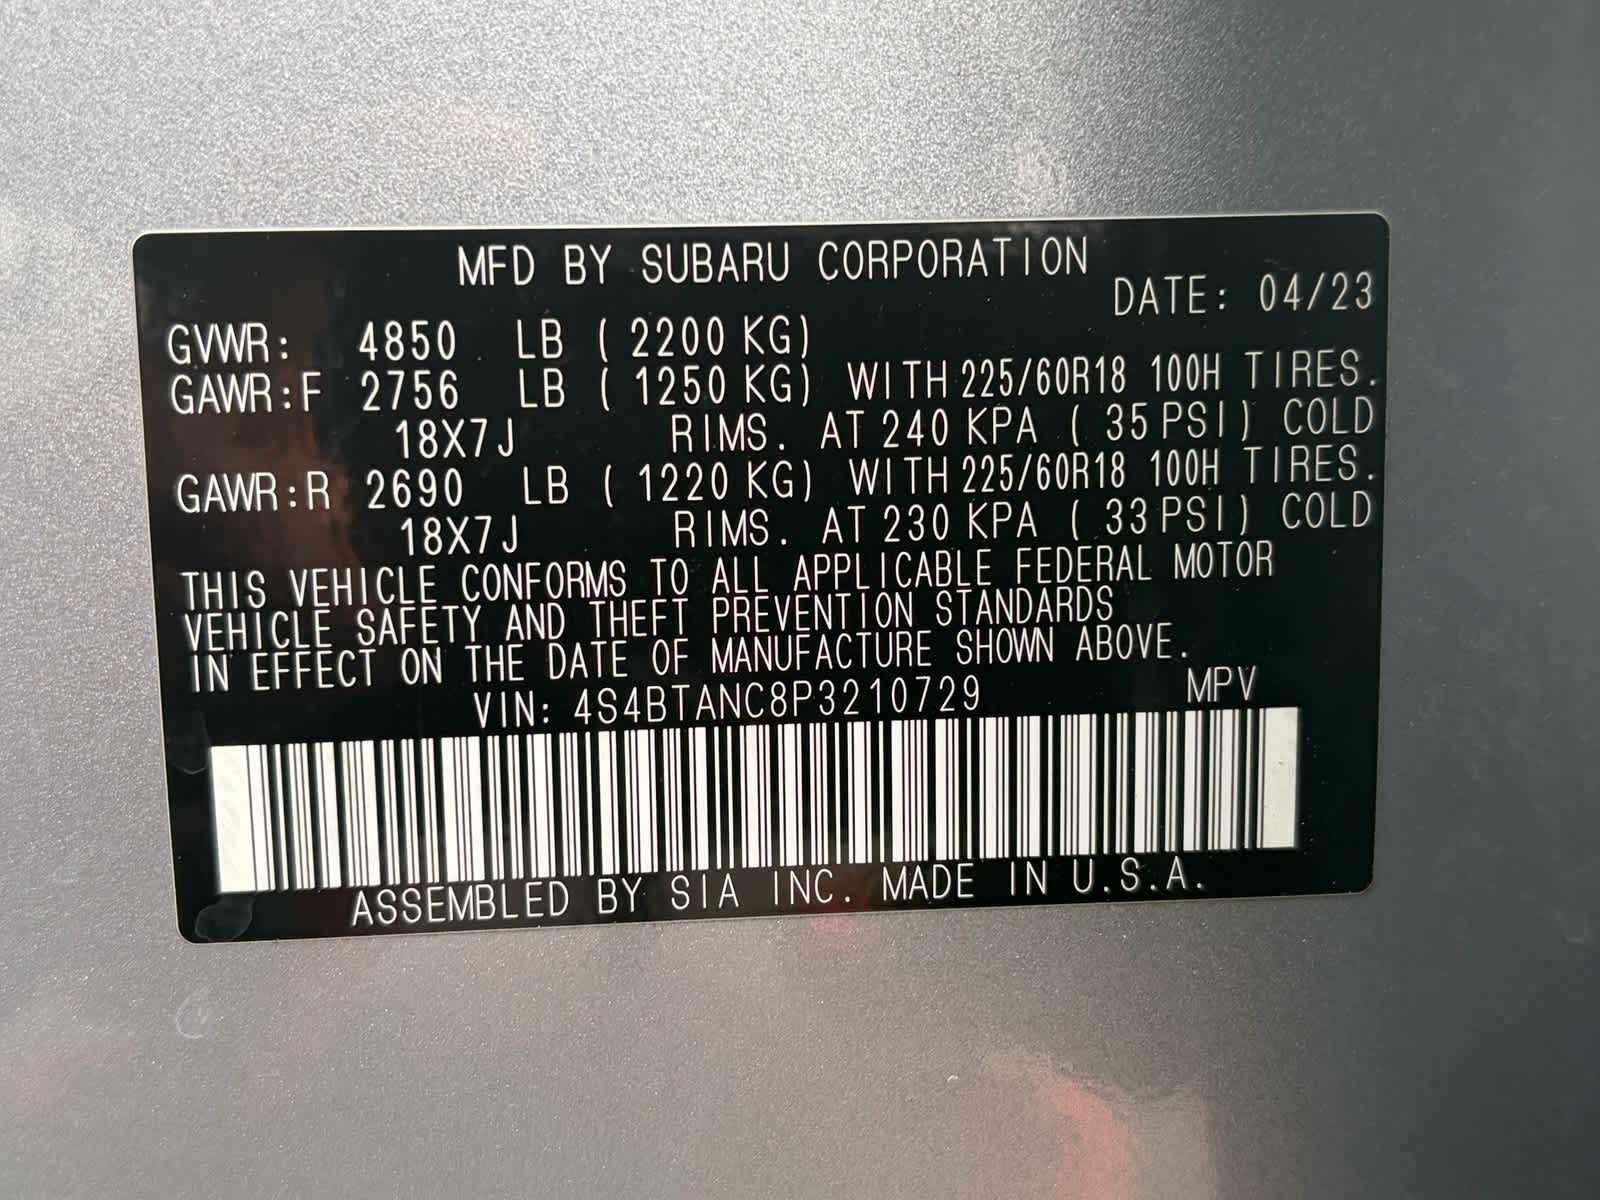 MFD BY SUBARU CORPORATION
DATE: 04/23
GVWR: 4850 LB ( 2200 KG)
GAWR:F 2756 LB ( 1250 KG) WITH 225/60R18 100H TIRES.
18X7J RIMS. AT 240 KPA ( 35 PSI) COLD
GAWR:R 2690 LB ( 1220 KG) WITH 225/60R18 100H TIRES.
18X7J RIMS. AT 230 KPA ( 33 PSI) COLD
THIS VEHICLE CONFORMS TO ALL APPLICABLE FEDERAL MOTOR
VEHICLE SAFETY AND THEFT PREVENTION STANDARDS
IN EFFECT ON THE DATE OF MANUFACTURE SHOWN ABOVE.
VIN: 4S4BTANC8P3210729 MPV
ASSEMBLED BY SIA INC. MADE IN U.S.A.